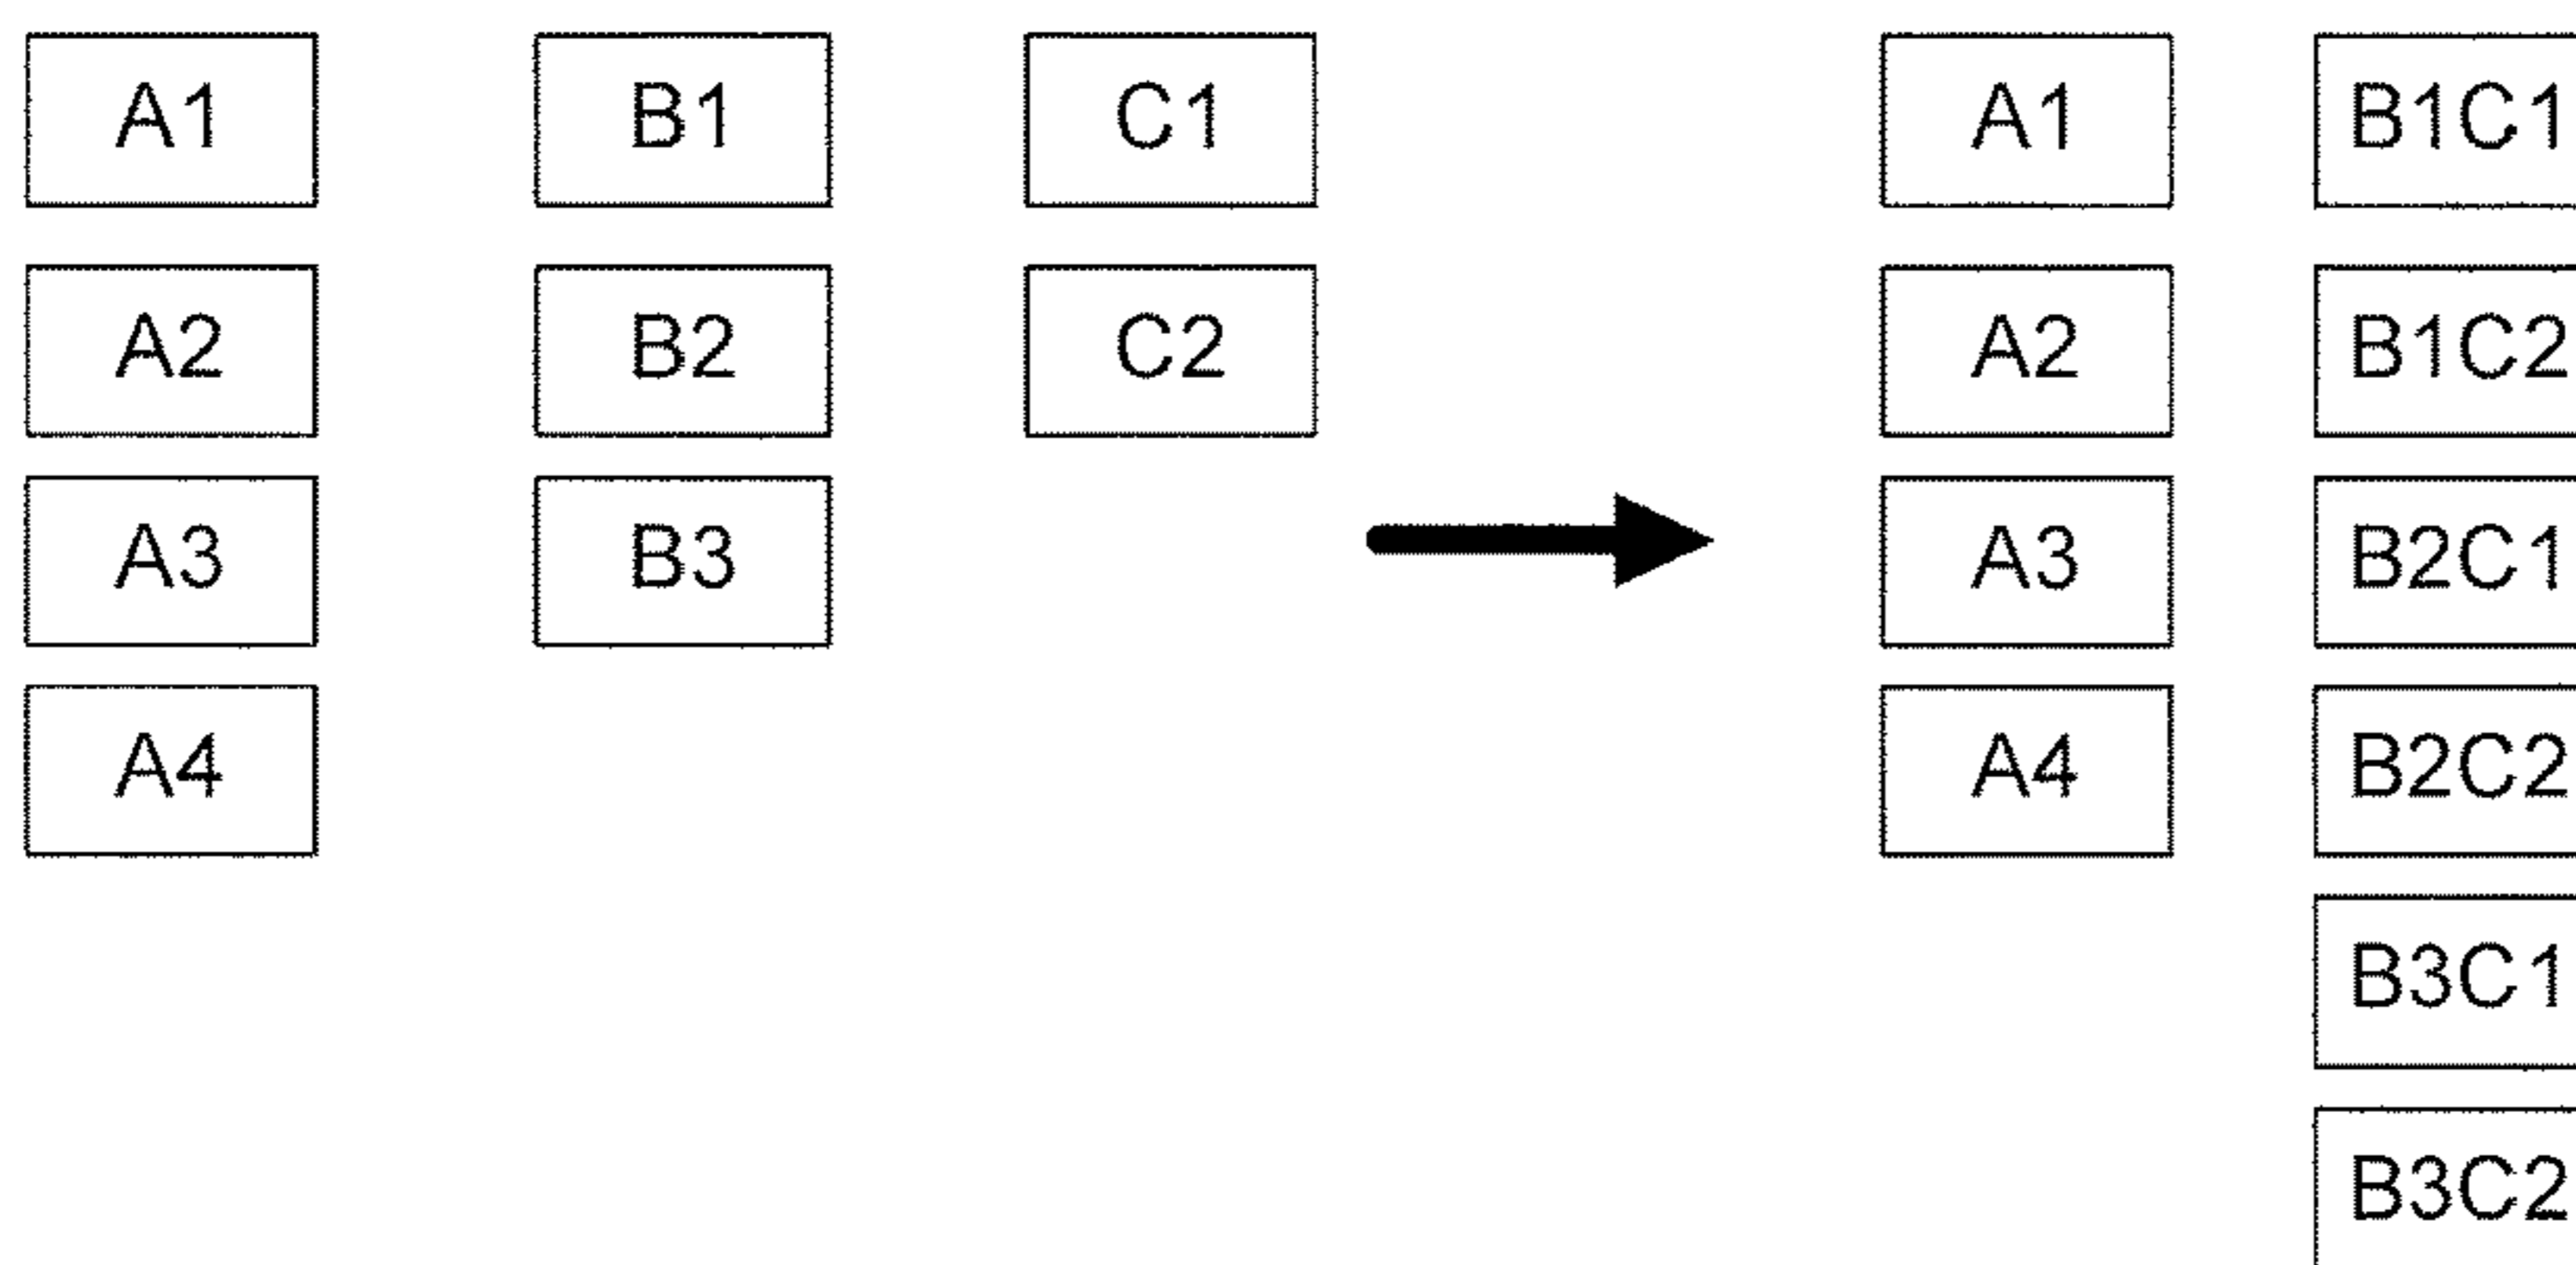 A1 B1 C1 A1 B1C1
A2 B2 C2 A2 B1C2
A3 B3 A3 B2C1
A4 A4 B2C2
B3C1
B3C2